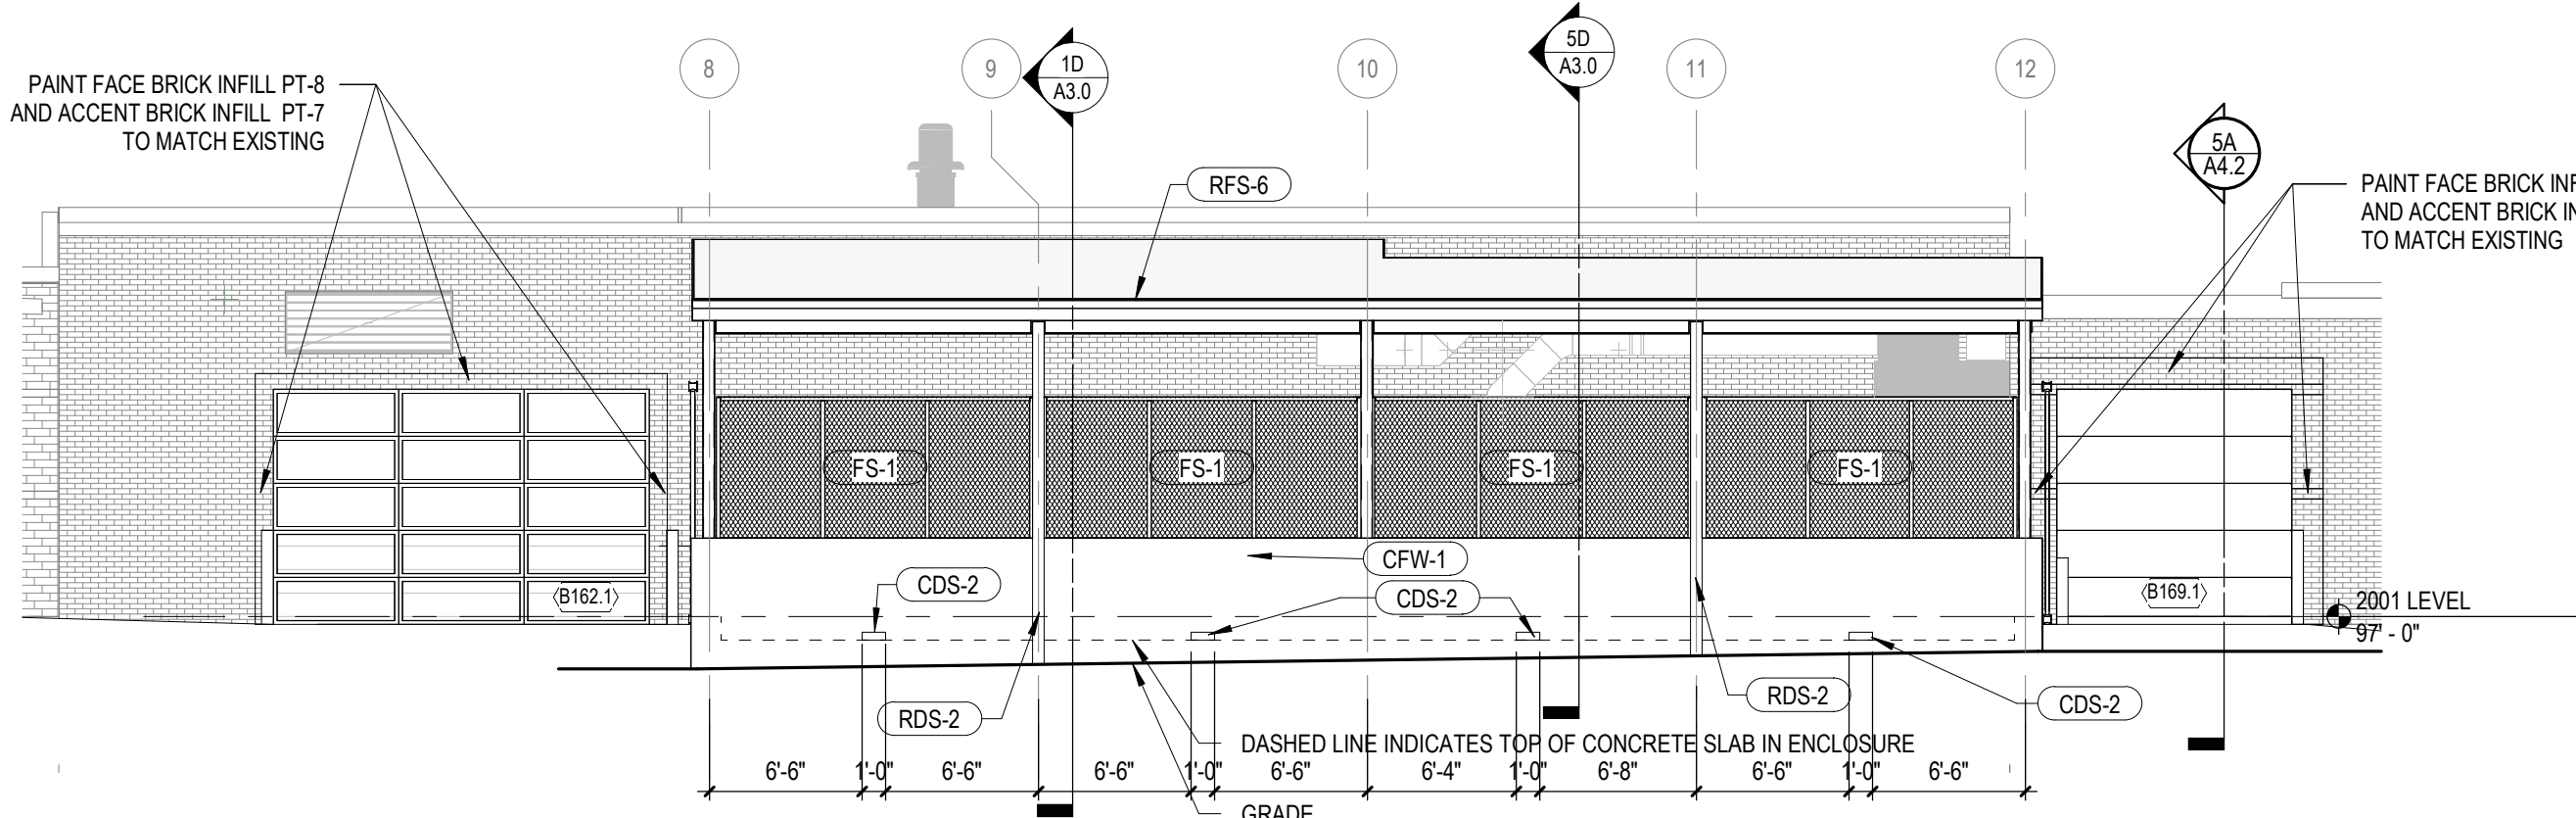 8
9
10
11
12
1D
A3.0
5D
A3.0
5A
A4.2
PAINT FACE BRICK INFILL PT-8
AND ACCENT BRICK INFILL PT-7
TO MATCH EXISTING
RFS-6
PAINT FACE BRICK
AND ACCENT BRICK
TO MATCH EXISTING
FS-1
FS-1
FS-1
FS-1
CFW-1
CDS-2
CDS-2
B162.1
B169.1
2001 LEVEL
97' - 0"
RDS-2
RDS-2
CDS-2
DASHED LINE INDICATES TOP OF CONCRETE SLAB IN ENCLOSURE
6'-6" 1'-0" 6'-6" 6'-6" 1'-0" 6'-6" 6'-4" 1'-0" 6'-8" 6'-6" 1'-0" 6'-6"
GRADE